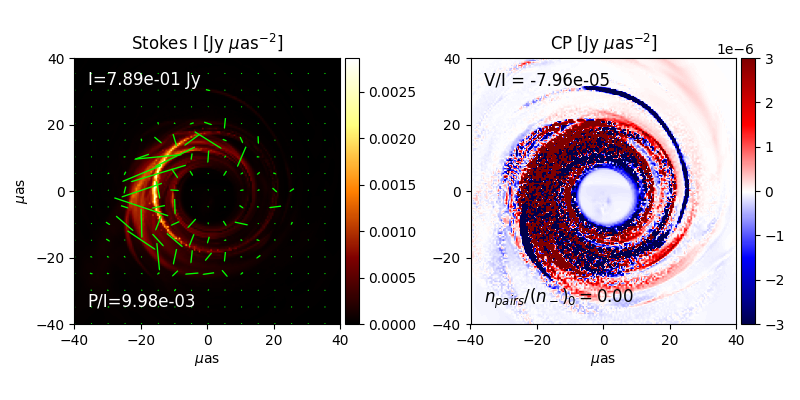 Stokes I [Jy μas⁻²]
I=7.89e-01 Jy
P/I=9.98e-03
40
20
0
−20
−40
μas
−40 −20 0 20 40
μas
0.0025
0.0020
0.0015
0.0010
0.0005
0.0000
CP [Jy μas⁻²]
1e−6
V/I = -7.96e-05
n_{pairs}/(n_−)_0 = 0.00
40
20
0
−20
−40
−40 −20 0 20 40
μas
3
2
1
0
−1
−2
−3